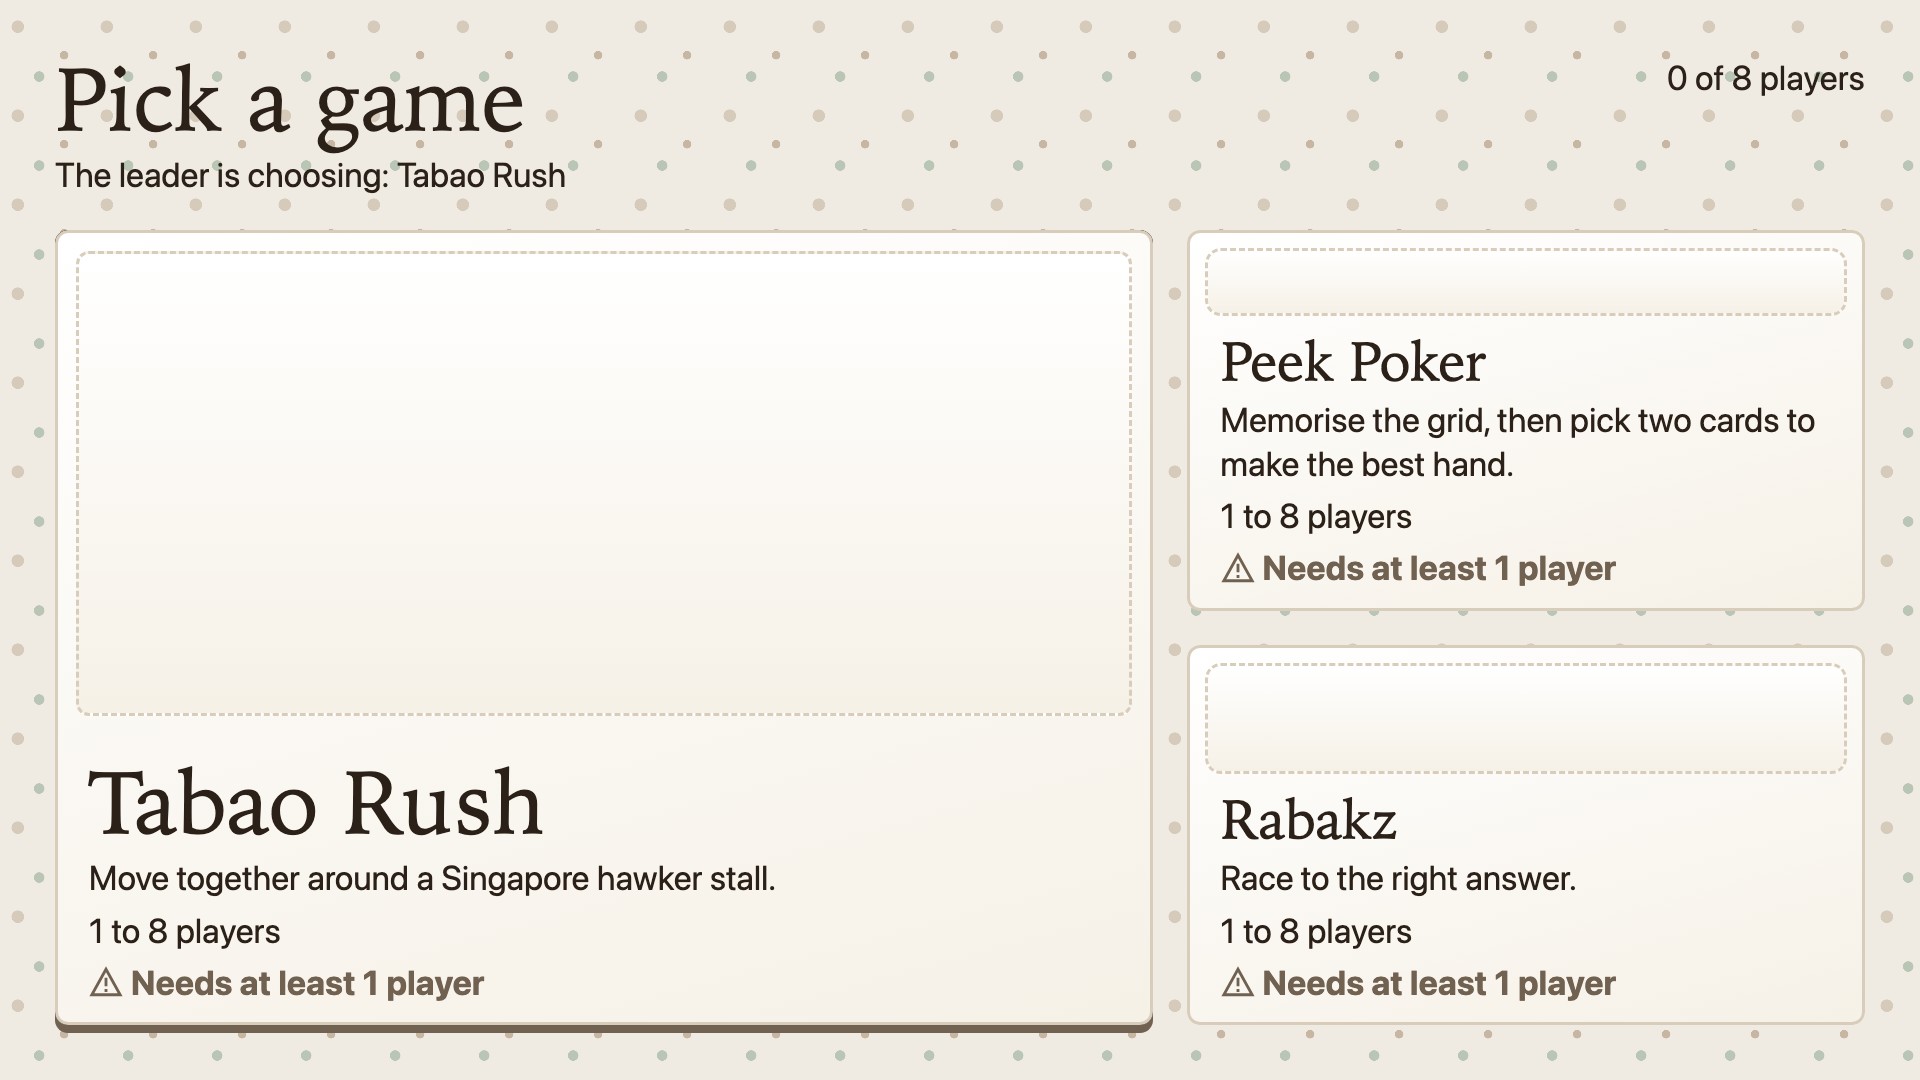 Pick a game
0 of 8 players
The leader is choosing: Tabao Rush
Tabao Rush
Move together around a Singapore hawker stall.
1 to 8 players
Needs at least 1 player
Peek Poker
Memorise the grid, then pick two cards to
make the best hand.
1 to 8 players
Needs at least 1 player
Rabakz
Race to the right answer.
1 to 8 players
Needs at least 1 player